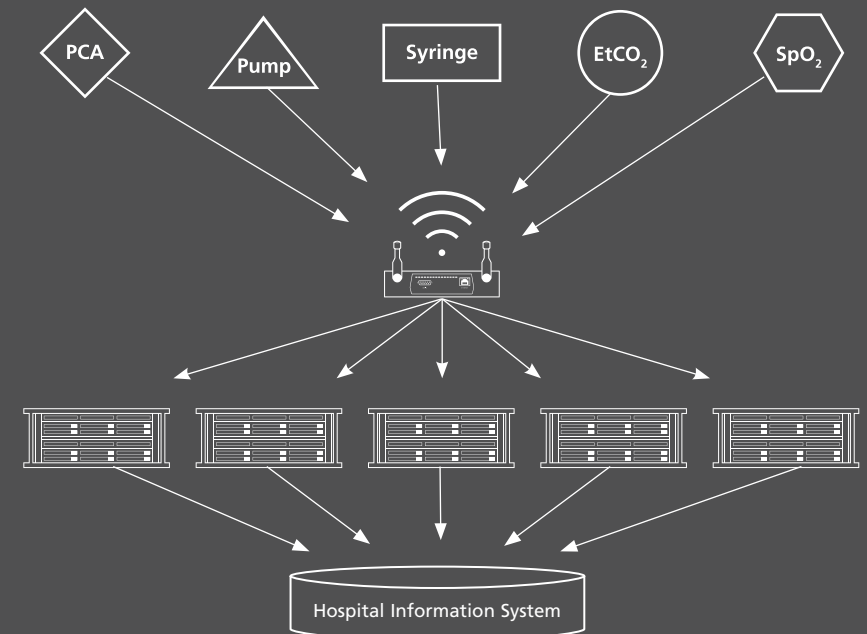 PCA
Pump
Syringe
EtCO₂
SpO₂
Hospital Information System